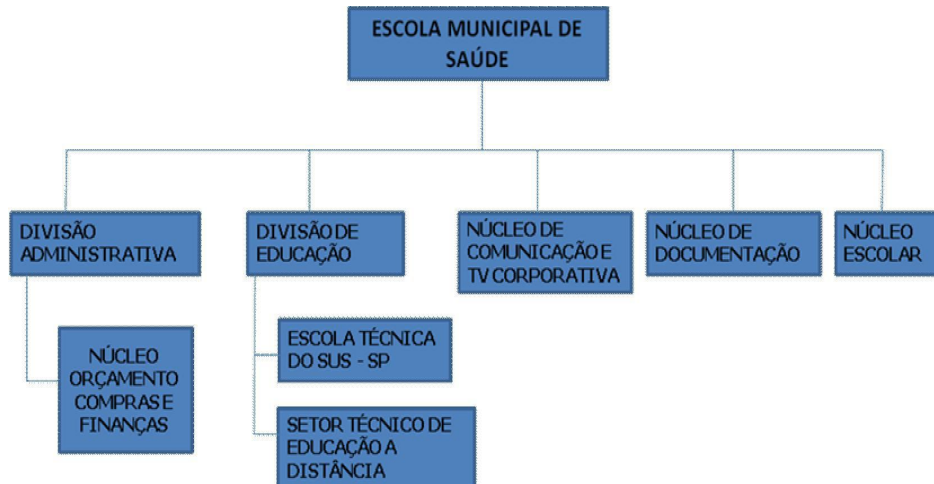 ESCOLA MUNICIPAL DE
SAÚDE
DIVISÃO
ADMINISTRATIVA
DIVISÃO DE
EDUCAÇÃO
NÚCLEO DE
COMUNICAÇÃO E
TV CORPORATIVA
NÚCLEO DE
DOCUMENTAÇÃO
NÚCLEO
ESCOLAR
NÚCLEO
ORÇAMENTO
COMPRAS E
FINANÇAS
ESCOLA TÉCNICA
DO SUS - SP
SETOR TÉCNICO DE
EDUCAÇÃO A
DISTÂNCIA